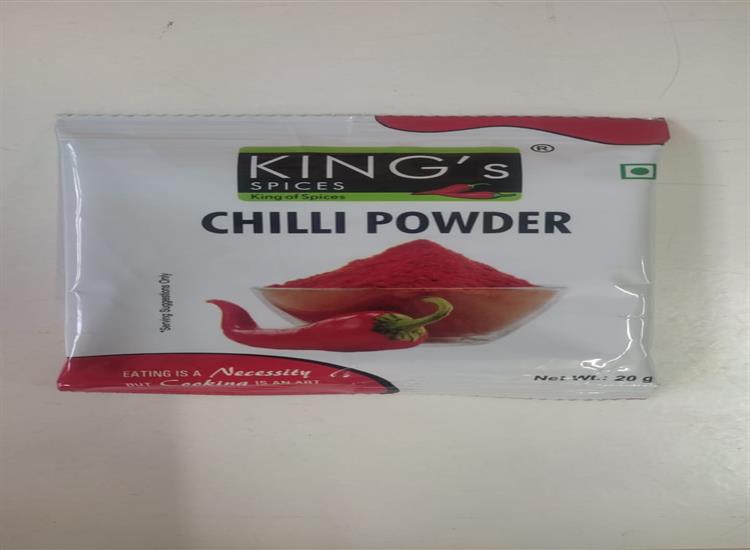 KING's
®
SPICES
King of Spices
CHILLI POWDER
*Serving Suggestions Only
EATING IS A Necessity
BUT Cooking IS AN ART
Net Wt.: 20 g